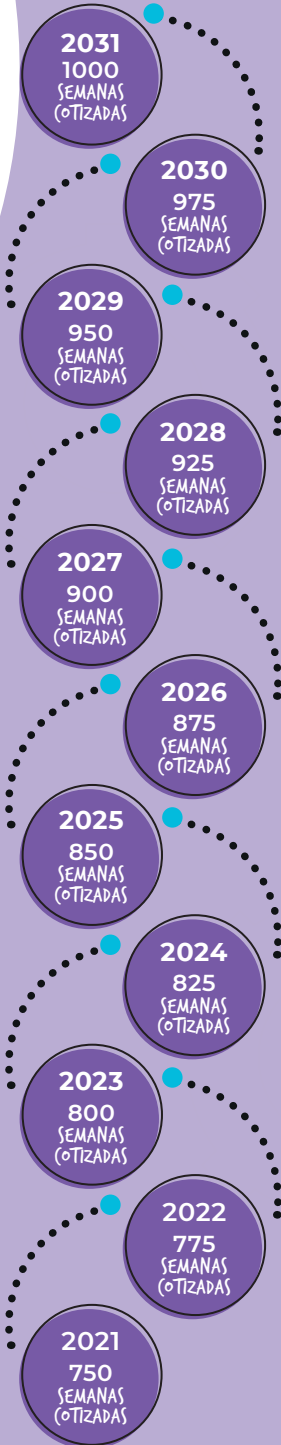 2031
1000
SEMANAS
COTIZADAS
2030
975
SEMANAS
COTIZADAS
2029
950
SEMANAS
COTIZADAS
2028
925
SEMANAS
COTIZADAS
2027
900
SEMANAS
COTIZADAS
2026
875
SEMANAS
COTIZADAS
2025
850
SEMANAS
COTIZADAS
2024
825
SEMANAS
COTIZADAS
2023
800
SEMANAS
COTIZADAS
2022
775
SEMANAS
COTIZADAS
2021
750
SEMANAS
COTIZADAS